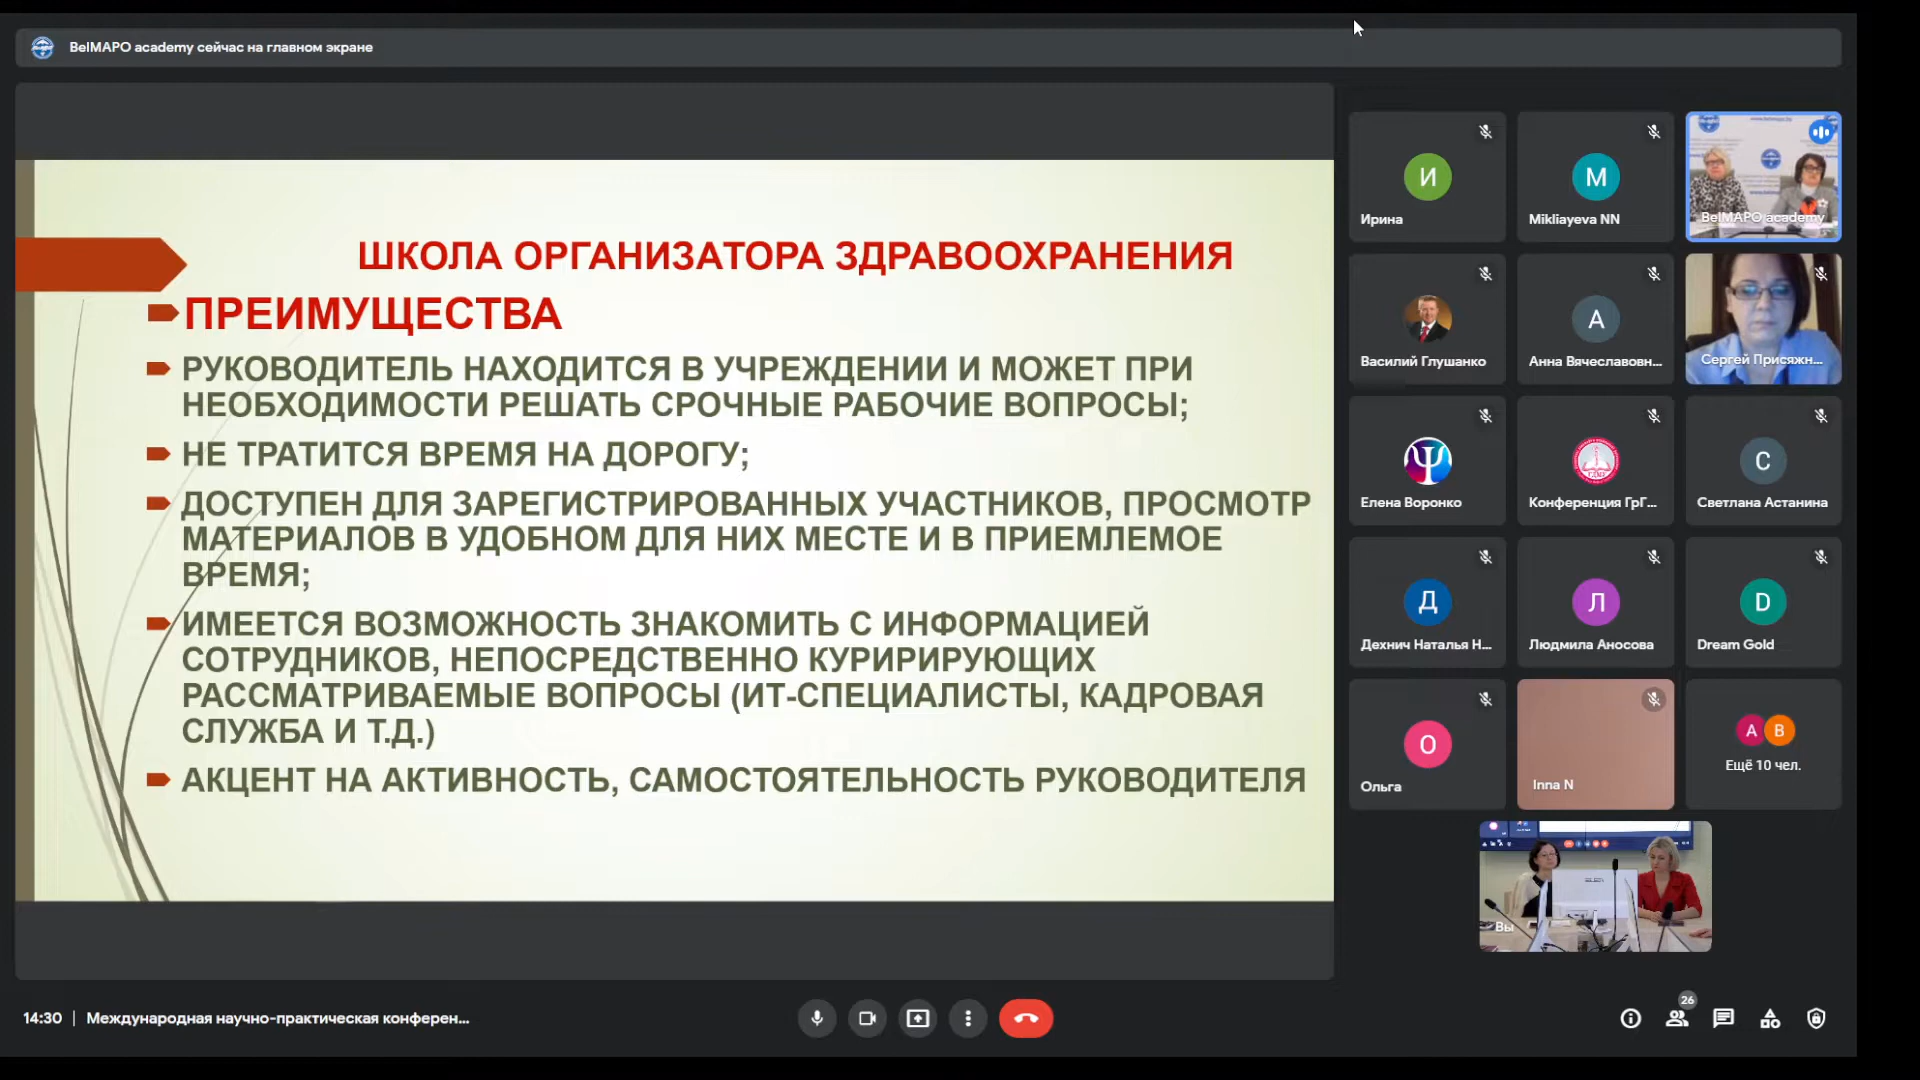 BelMAPO academy сейчас на главном экране
ШКОЛА ОРГАНИЗАТОРА ЗДРАВООХРАНЕНИЯ
ПРЕИМУЩЕСТВА
РУКОВОДИТЕЛЬ НАХОДИТСЯ В УЧРЕЖДЕНИИ И МОЖЕТ ПРИ
НЕОБХОДИМОСТИ РЕШАТЬ СРОЧНЫЕ РАБОЧИЕ ВОПРОСЫ;
НЕ ТРАТИТСЯ ВРЕМЯ НА ДОРОГУ;
ДОСТУПЕН ДЛЯ ЗАРЕГИСТРИРОВАННЫХ УЧАСТНИКОВ, ПРОСМОТР
МАТЕРИАЛОВ В УДОБНОМ ДЛЯ НИХ МЕСТЕ И В ПРИЕМЛЕМОЕ
ВРЕМЯ;
ИМЕЕТСЯ ВОЗМОЖНОСТЬ ЗНАКОМИТЬ С ИНФОРМАЦИЕЙ
СОТРУДНИКОВ, НЕПОСРЕДСТВЕННО КУРИРИРУЮЩИХ
РАССМАТРИВАЕМЫЕ ВОПРОСЫ (ИТ-СПЕЦИАЛИСТЫ, КАДРОВАЯ
СЛУЖБА И Т.Д.)
АКЦЕНТ НА АКТИВНОСТЬ, САМОСТОЯТЕЛЬНОСТЬ РУКОВОДИТЕЛЯ
И
Ирина
M
Mikliayeva NN
BelMAPO academy
Василий Глушанко
А
Анна Вячеславовн...
Сергей Присяжн...
Ψ
Елена Воронко
Конференция ГрГ...
С
Светлана Астанина
Д
Дехнич Наталья Н...
Л
Людмила Аносова
D
Dream Gold
О
Ольга
Inna N
А В
Ещё 10 чел.
Вы
14:30 | Международная научно-практическая конферен...
26